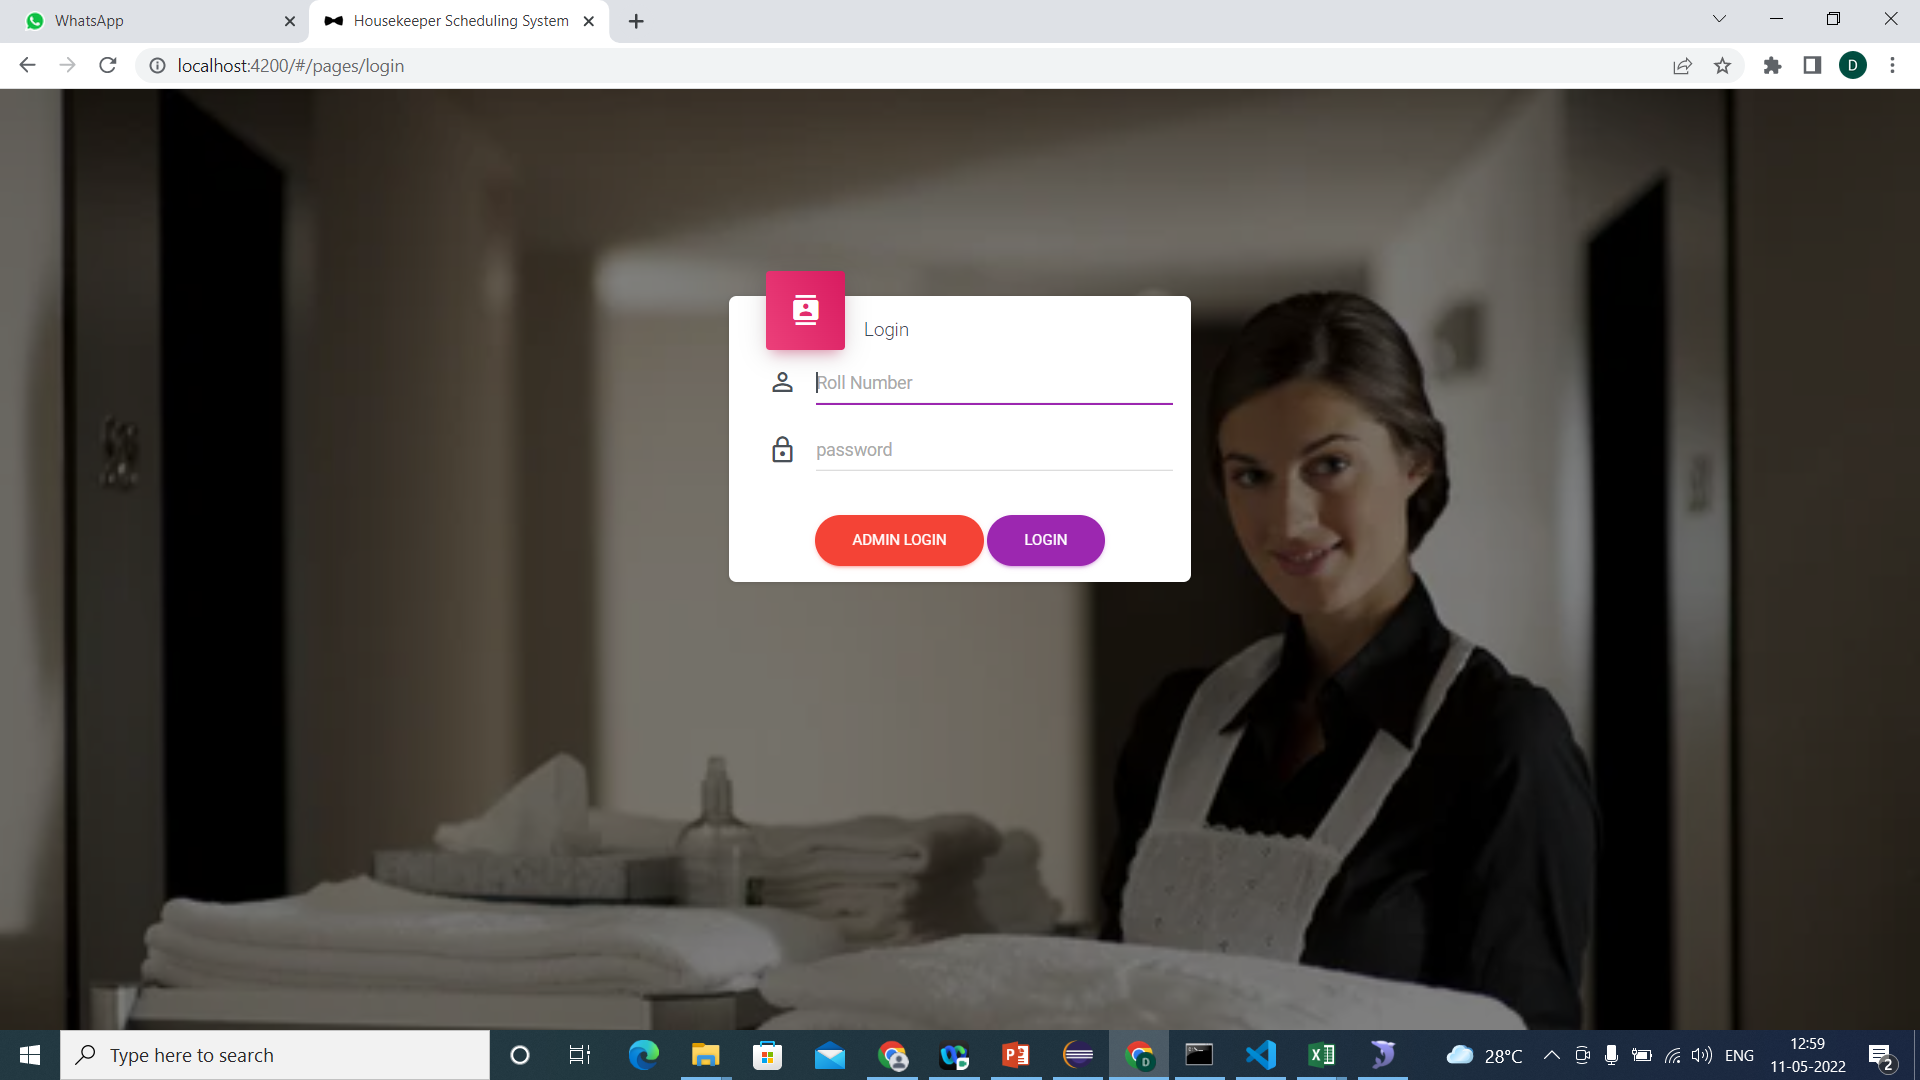 WhatsApp
Housekeeper Scheduling System
localhost:4200/#/pages/login
D
Login
Roll Number
password
ADMIN LOGIN
LOGIN
Type here to search
28°C
ENG
12:59
11-05-2022
2